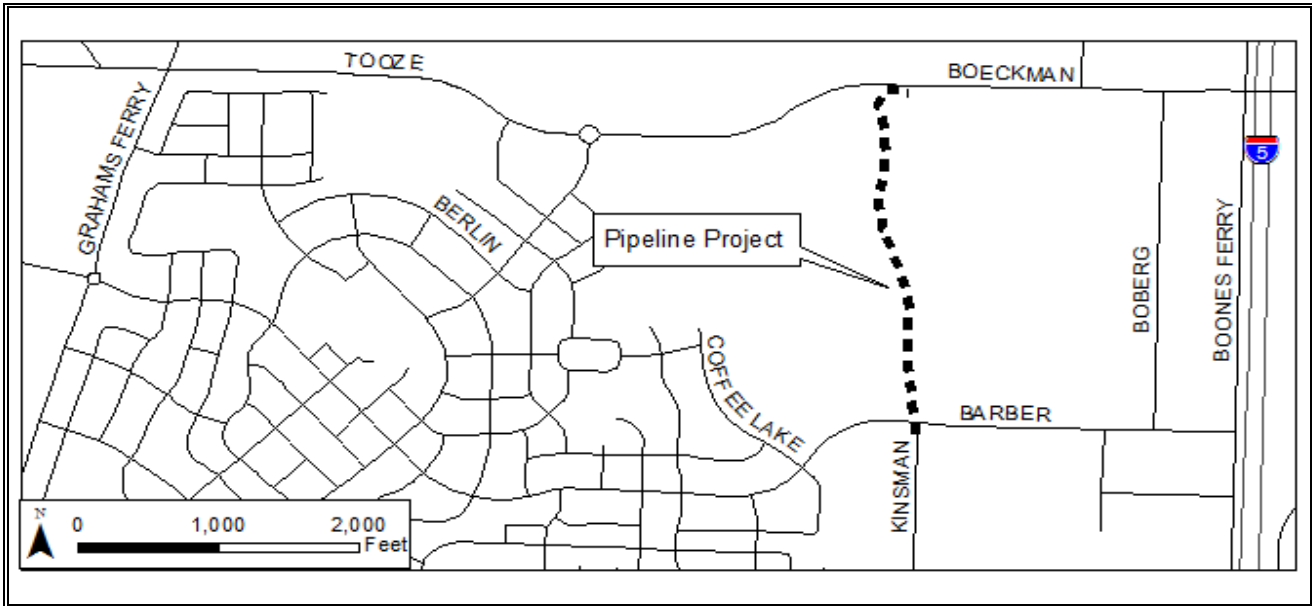 TOOZE
BOECKMAN
GRAHAMS FERRY
5
BERLIN
Pipeline Project
BOBERG
BOONES FERRY
COFFEE LAKE
BARBER
KINSMAN
N
0 1,000 2,000
Feet